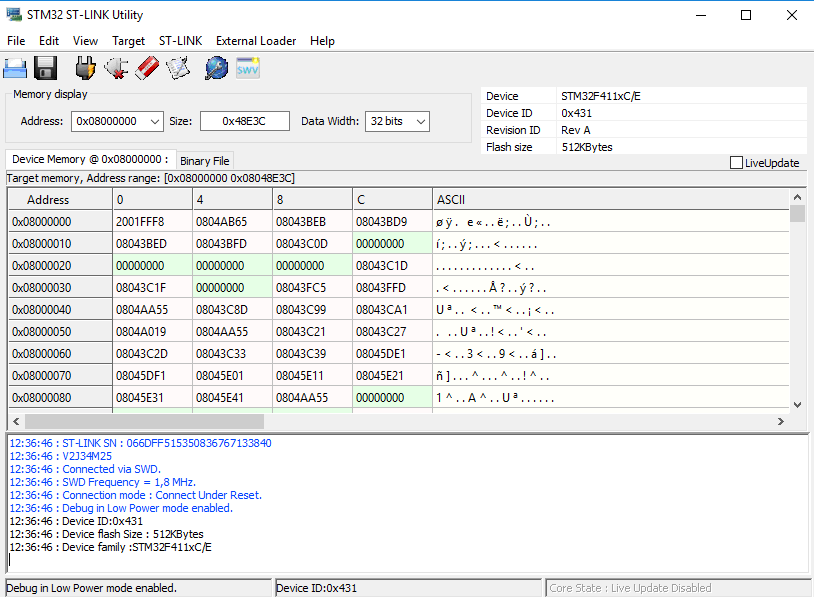 STM32 ST-LINK Utility
File Edit View Target ST-LINK External Loader Help
SWV
Memory display
Address: 0x08000000 Size: 0x48E3C Data Width: 32 bits
Device STM32F411xC/E
Device ID 0x431
Revision ID Rev A
Flash size 512KBytes
LiveUpdate
Device Memory @ 0x08000000 : Binary File
Target memory, Address range: [0x08000000 0x08048E3C]
Address 0 4 8 C ASCII
0x08000000 2001FFF8 0804AB65 08043BEB 08043BD9 øÿ. e«..ë;..Ù;..
0x08000010 08043BED 08043BFD 08043C0D 00000000 í;..ý;...<......
0x08000020 00000000 00000000 00000000 08043C1D .............<..
0x08000030 08043C1F 00000000 08043FC5 08043FFD .<......Å?..ý?..
0x08000040 0804AA55 08043C8D 08043C99 08043CA1 Uª..<..™<..¡<..
0x08000050 0804A019 0804AA55 08043C21 08043C27 . ..Uª..!<..'<..
0x08000060 08043C2D 08043C33 08043C39 08045DE1 -<..3<..9<..á]..
0x08000070 08045DF1 08045E01 08045E11 08045E21 ñ]...^...^..!^..
0x08000080 08045E31 08045E41 0804AA55 00000000 1^..A^..Uª......
12:36:46 : ST-LINK SN : 066DFF515350836767133840
12:36:46 : V2J34M25
12:36:46 : Connected via SWD.
12:36:46 : SWD Frequency = 1,8 MHz.
12:36:46 : Connection mode : Connect Under Reset.
12:36:46 : Debug in Low Power mode enabled.
12:36:46 : Device ID:0x431
12:36:46 : Device flash Size : 512KBytes
12:36:46 : Device family :STM32F411xC/E
Debug in Low Power mode enabled. Device ID:0x431 Core State : Live Update Disabled